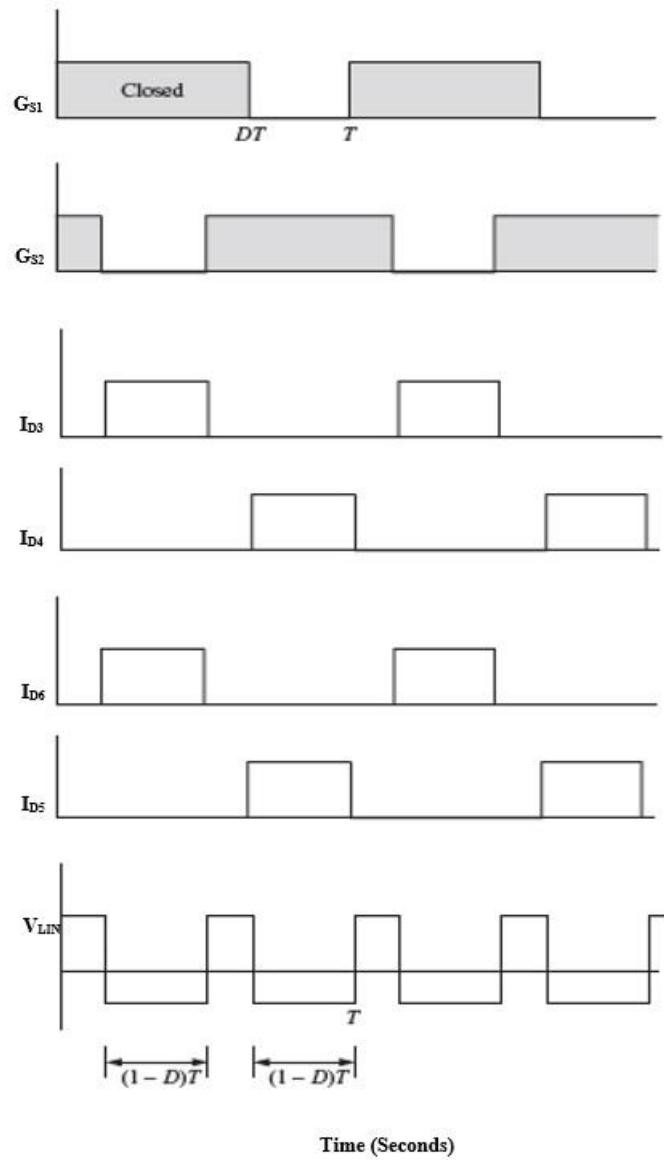 Closed
GS1
DT T
GS2
ID3
ID4
ID6
ID5
VLIN
T
(1 − D)T (1 − D)T
Time (Seconds)